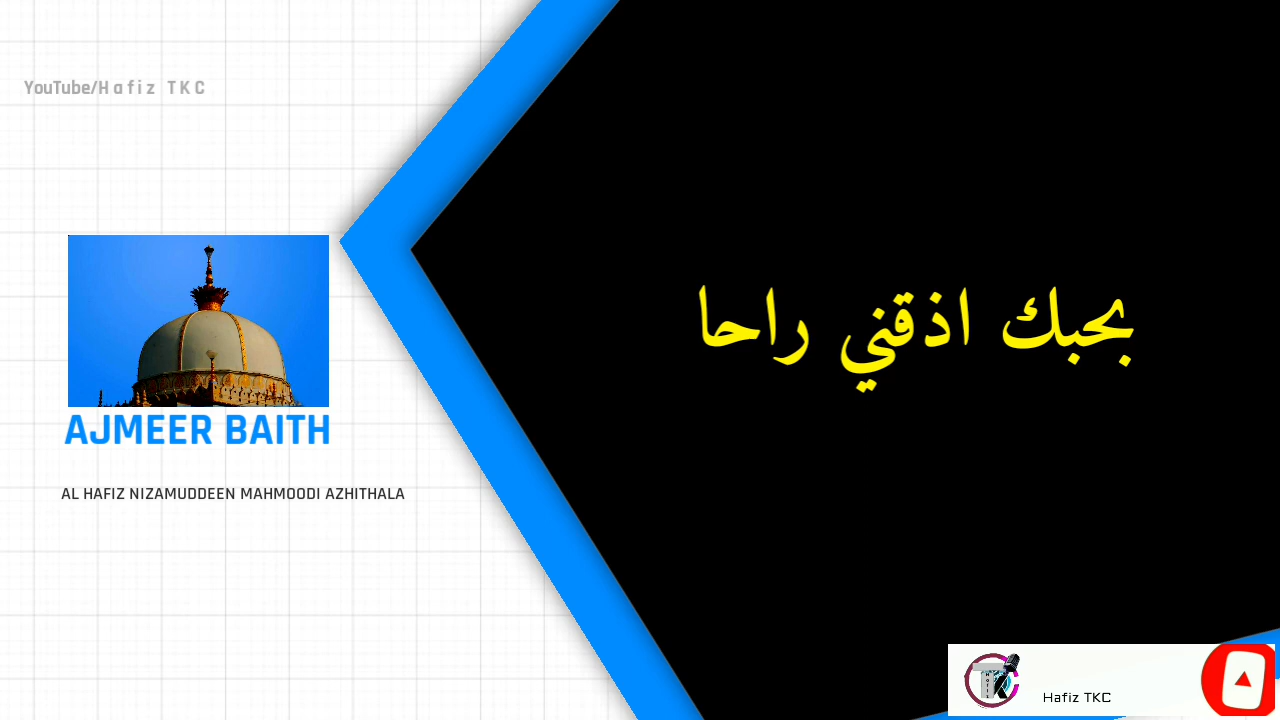 YouTube/Hafiz TKC
بحبك اذقني راحا
AJMEER BAITH
AL HAFIZ NIZAMUDDEEN MAHMOODI AZHITHALA
Hafiz TKC